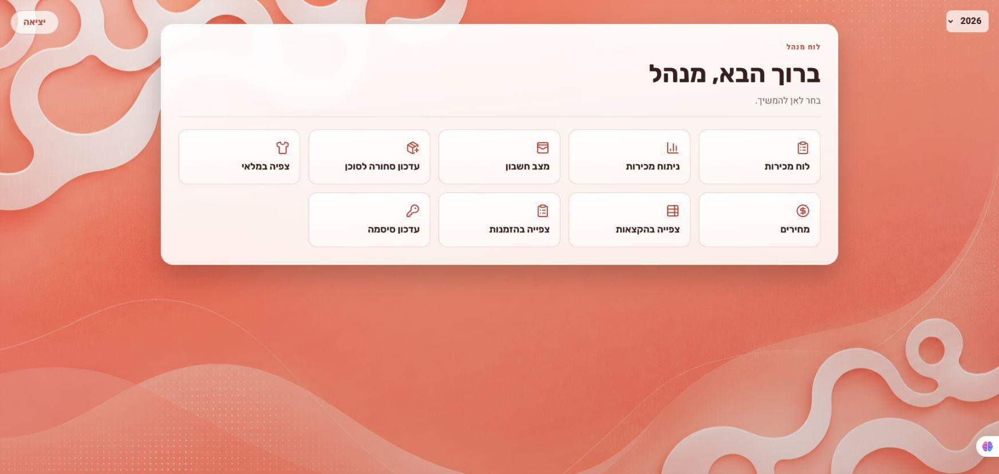 2026
יציאה
לוח מנהל
ברוך הבא, מנהל
בחר לאן להמשיך.
לוח מכירות
ניתוח מכירות
מצב חשבון
עדכון סחורה לסוכן
צפיה במלאי
מחירים
צפייה בהקצאות
צפייה בהזמנות
עדכון סיסמה